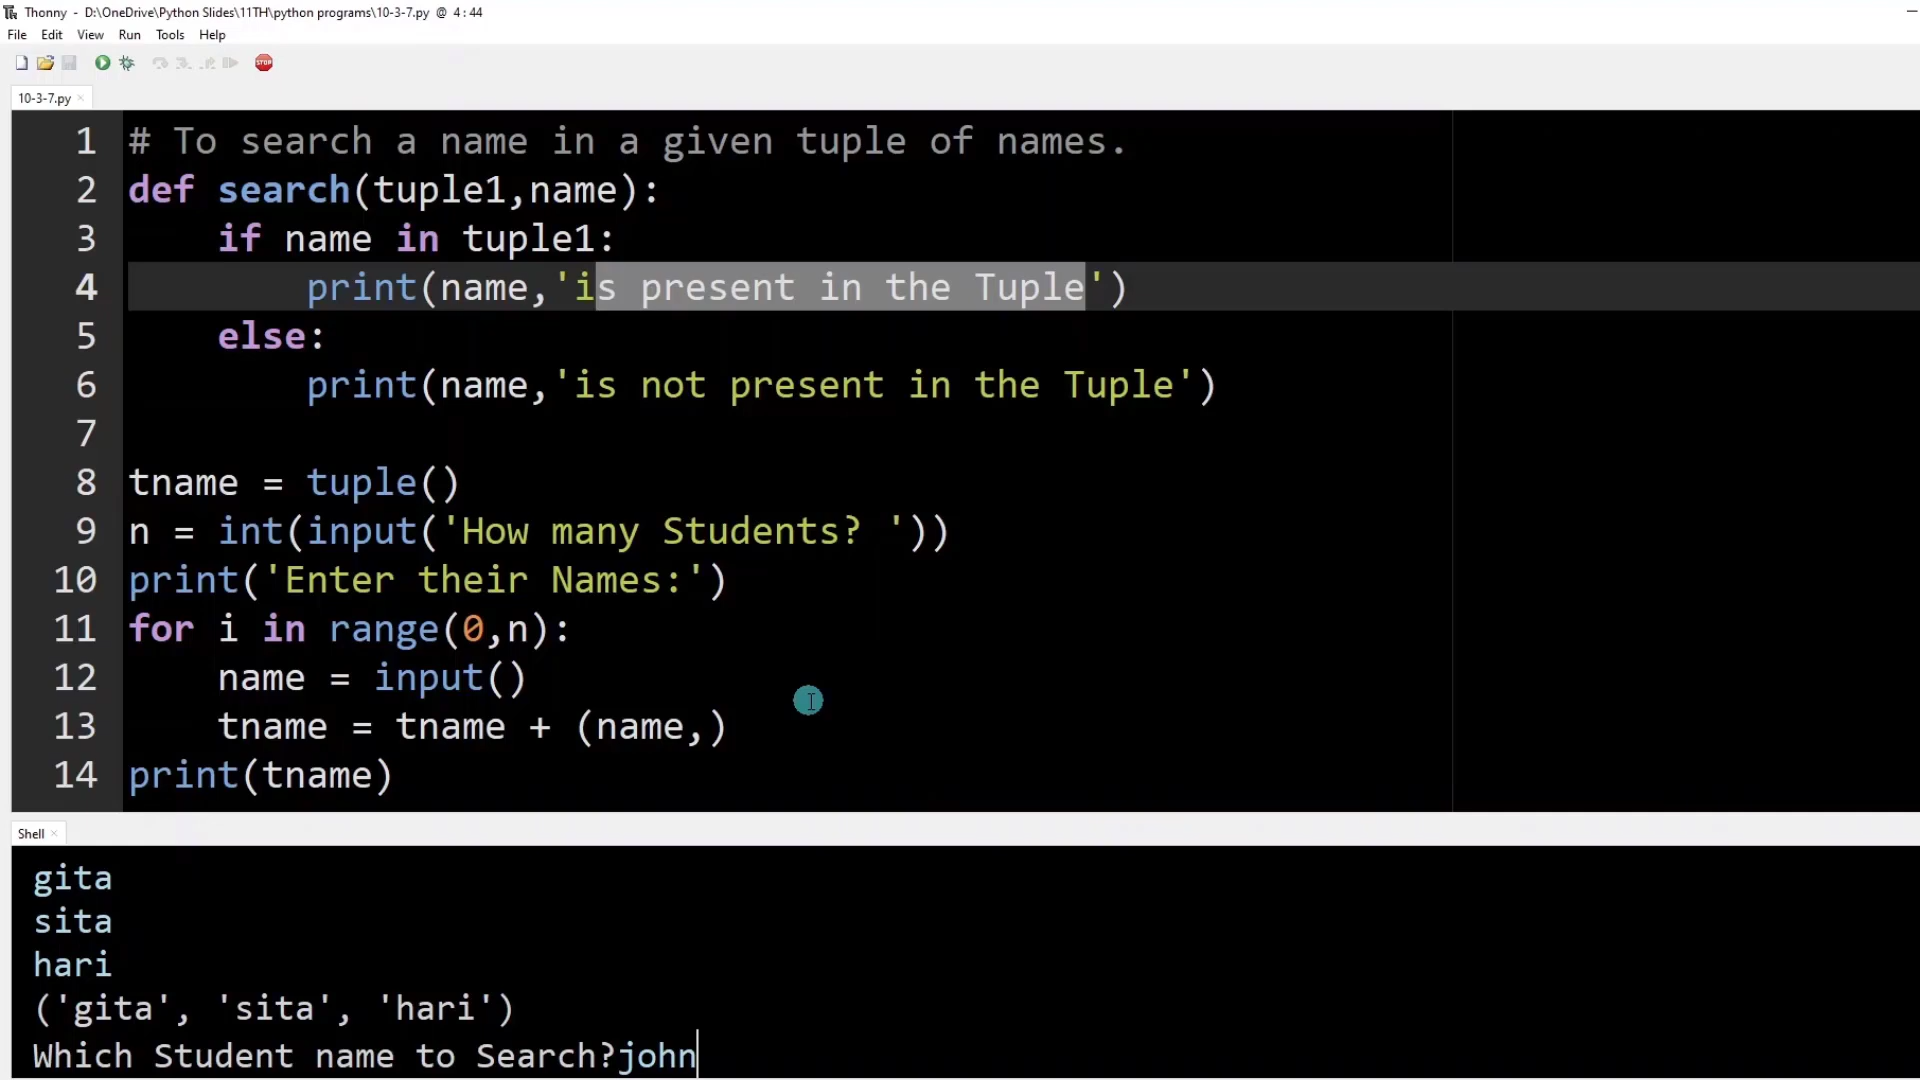 Thonny - D:\OneDrive\Python Slides\11TH\python programs\10-3-7.py @ 4 : 44
File Edit View Run Tools Help
STOP
10-3-7.py ×
1 # To search a name in a given tuple of names.
2 def search(tuple1,name):
3     if name in tuple1:
4         print(name,'is present in the Tuple')
5     else:
6         print(name,'is not present in the Tuple')
7
8 tname = tuple()
9 n = int(input('How many Students? '))
10 print('Enter their Names:')
11 for i in range(0,n):
12     name = input()
13     tname = tname + (name,)
14 print(tname)
Shell ×
gita
sita
hari
('gita', 'sita', 'hari')
Which Student name to Search?john